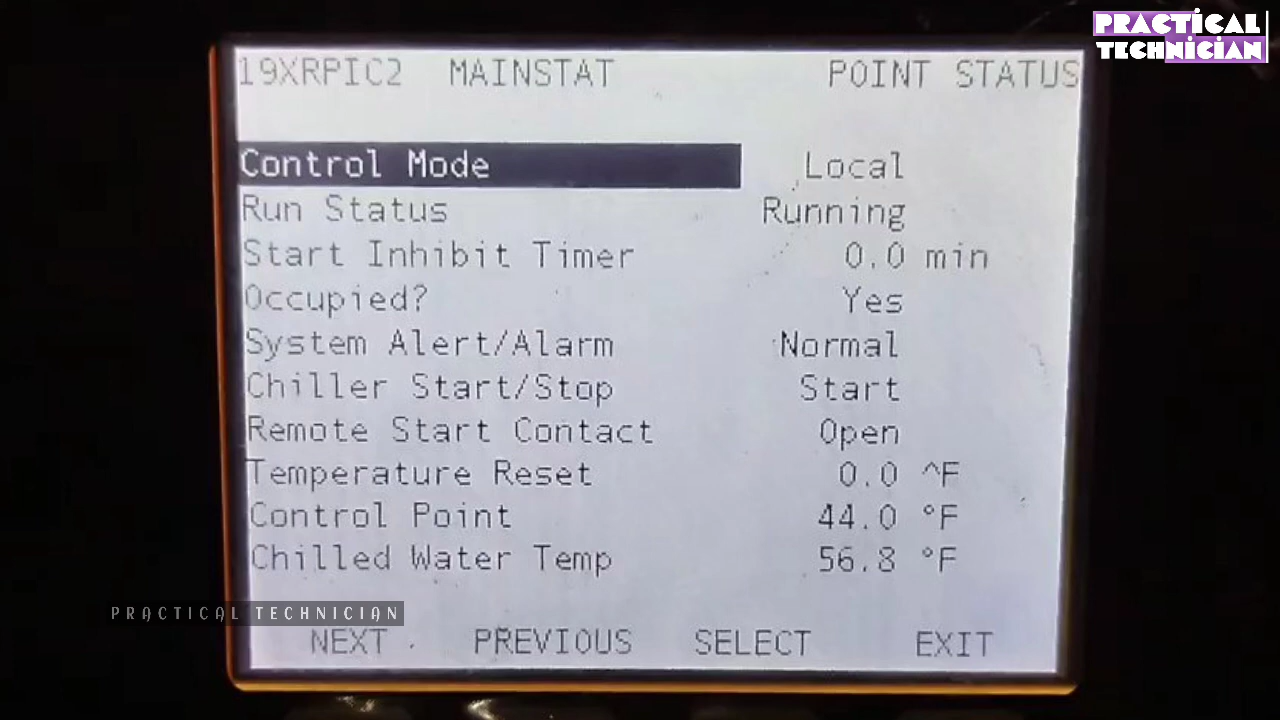 PRACTICAL
TECHNICIAN
19XRPIC2 MAINSTAT POINT STATUS
Control Mode Local
Run Status Running
Start Inhibit Timer 0.0 min
Occupied? Yes
System Alert/Alarm Normal
Chiller Start/Stop Start
Remote Start Contact Open
Temperature Reset 0.0 ^F
Control Point 44.0 °F
Chilled Water Temp 56.8 °F
PRACTICAL TECHNICIAN
NEXT PREVIOUS SELECT EXIT